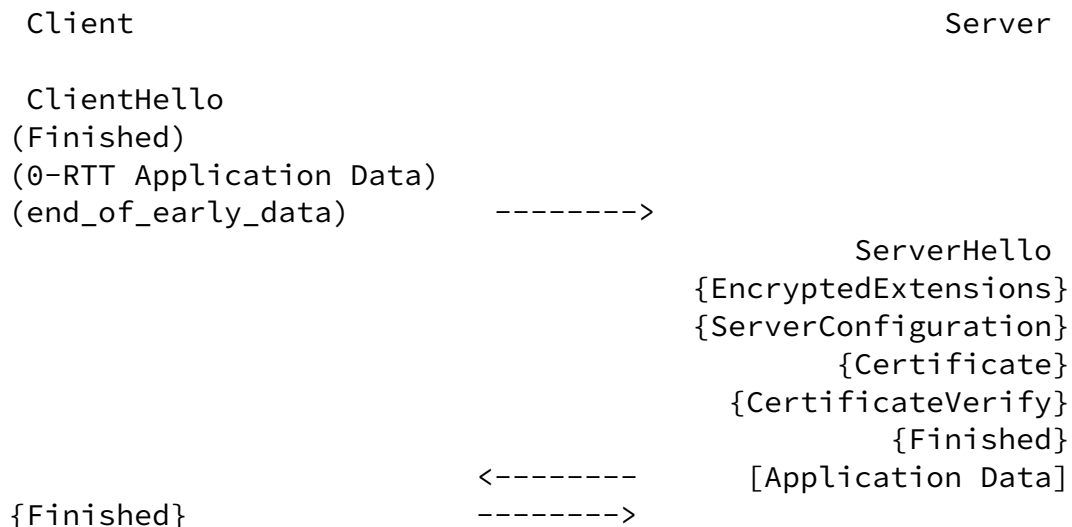 Client Server
ClientHello
(Finished)
(0-RTT Application Data)
(end_of_early_data) -------->
ServerHello
{EncryptedExtensions}
{ServerConfiguration}
{Certificate}
{CertificateVerify}
{Finished}
<-------- [Application Data]
{Finished} -------->